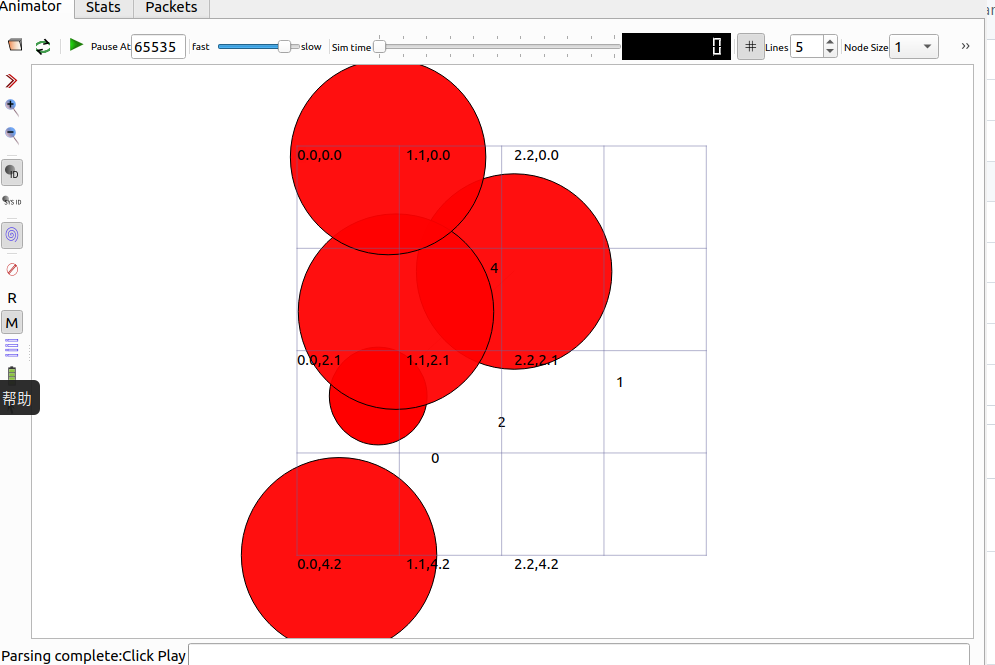 Animator Stats Packets
Pause At 65535 fast slow Sim time 0 # Lines 5 Node Size 1 »
ID
SYS ID
R
M
帮助
0.0,0.0 1.1,0.0 2.2,0.0
4
0.0,2.1 1.1,2.1 2.2,2.1
1
2
0
0.0,4.2 1.1,4.2 2.2,4.2
Parsing complete:Click Play